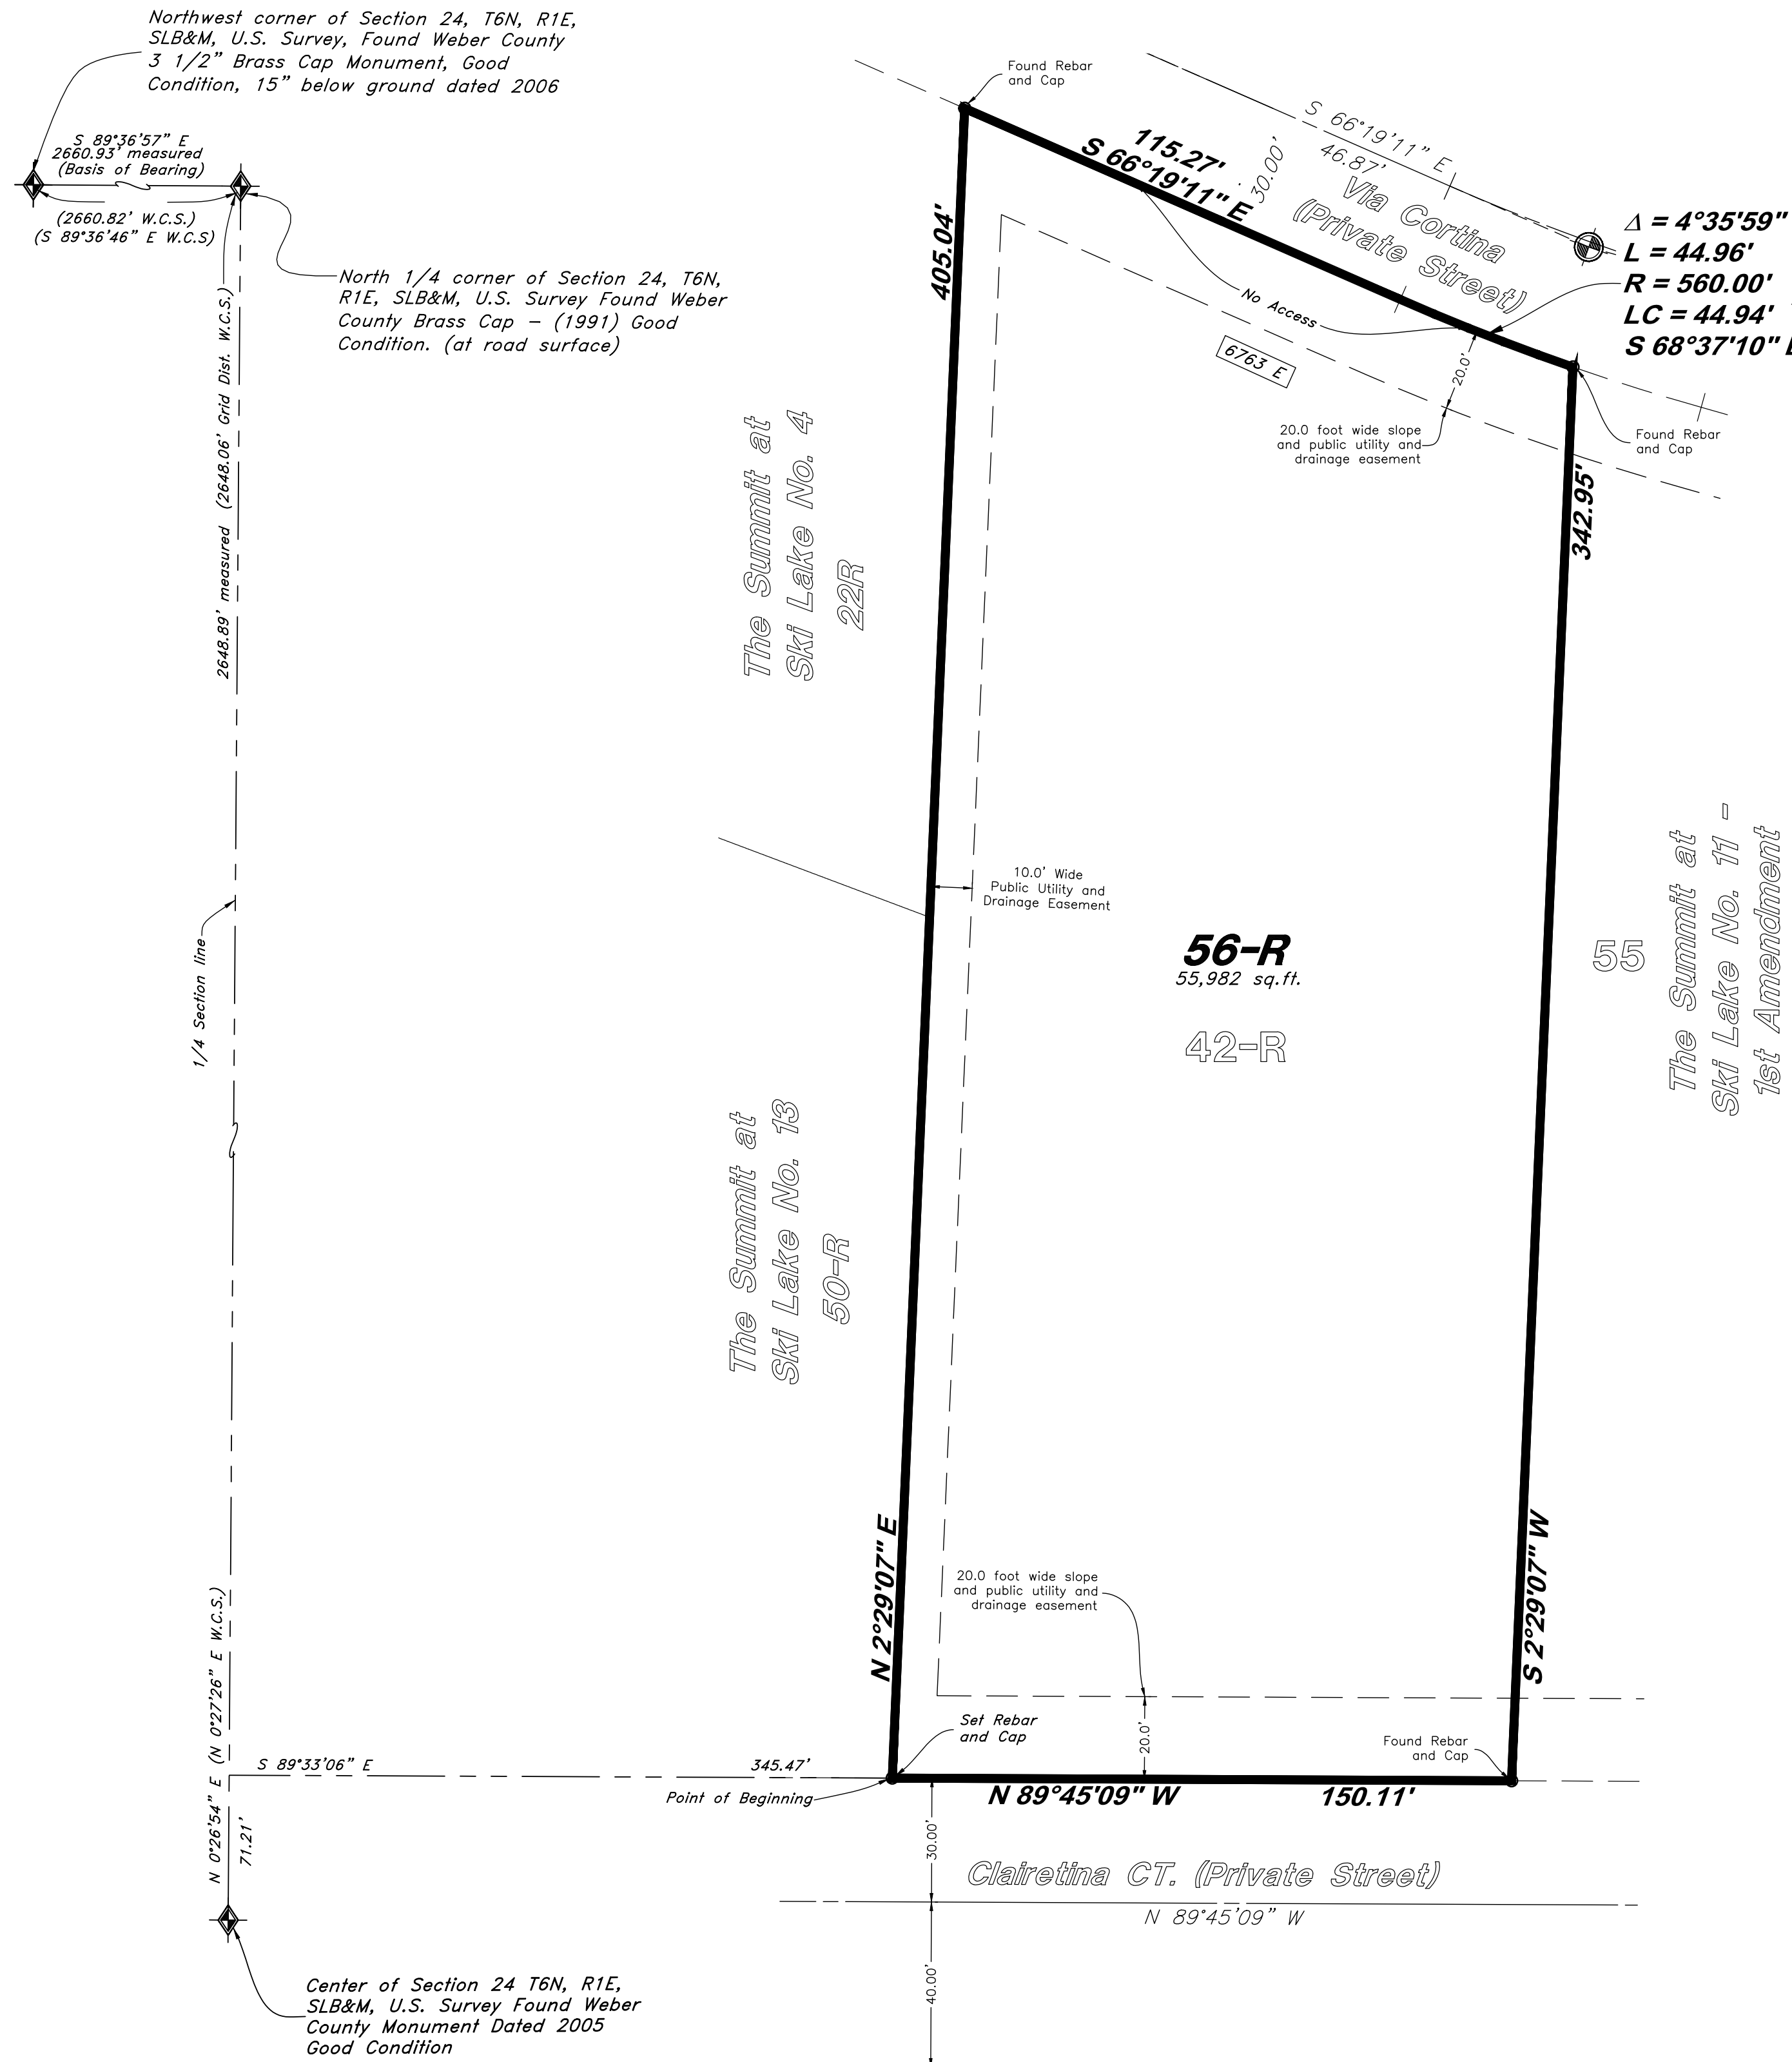 Northwest corner of Section 24, T6N, R1E,
SLB&M, U.S. Survey, Found Weber County
3 1/2" Brass Cap Monument, Good
Condition, 15" below ground dated 2006
S 89°36'57" E
2660.93' measured
(Basis of Bearing)
(2660.82' W.C.S.)
(S 89°36'46" E W.C.S)
North 1/4 corner of Section 24, T6N,
R1E, SLB&M, U.S. Survey Found Weber
County Brass Cap – (1991) Good
Condition. (at road surface)
2648.89' measured (2648.06' Grid Dist. W.C.S.)
1/4 Section line
N 0°26'54" E (N 0°27'26" E W.C.S.)
71.21'
S 89°33'06" E
345.47'
Point of Beginning
Center of Section 24 T6N, R1E,
SLB&M, U.S. Survey Found Weber
County Monument Dated 2005
Good Condition
Found Rebar
and Cap
115.27'
S 66°19'11" E
30.00'
S 66°19'11" E
46.87'
Via Cortina
(Private Street)
Δ = 4°35'59"
L = 44.96'
R = 560.00'
LC = 44.94'
S 68°37'10"
No Access
6763 E
20.0'
20.0 foot wide slope
and public utility and
drainage easement
Found Rebar
and Cap
405.04'
342.95'
The Summit at
Ski Lake No. 4
22R
10.0' Wide
Public Utility and
Drainage Easement
56-R
55,982 sq.ft.
42-R
55
The Summit at
Ski Lake No. 11 -
1st Amendment
The Summit at
Ski Lake No. 13
50-R
N 2°29'07" E
S 2°29'07" W
20.0 foot wide slope
and public utility and
drainage easement
Set Rebar
and Cap
20.0'
Found Rebar
and Cap
N 89°45'09" W
150.11'
30.00'
Clairetina CT. (Private Street)
N 89°45'09" W
40.00'